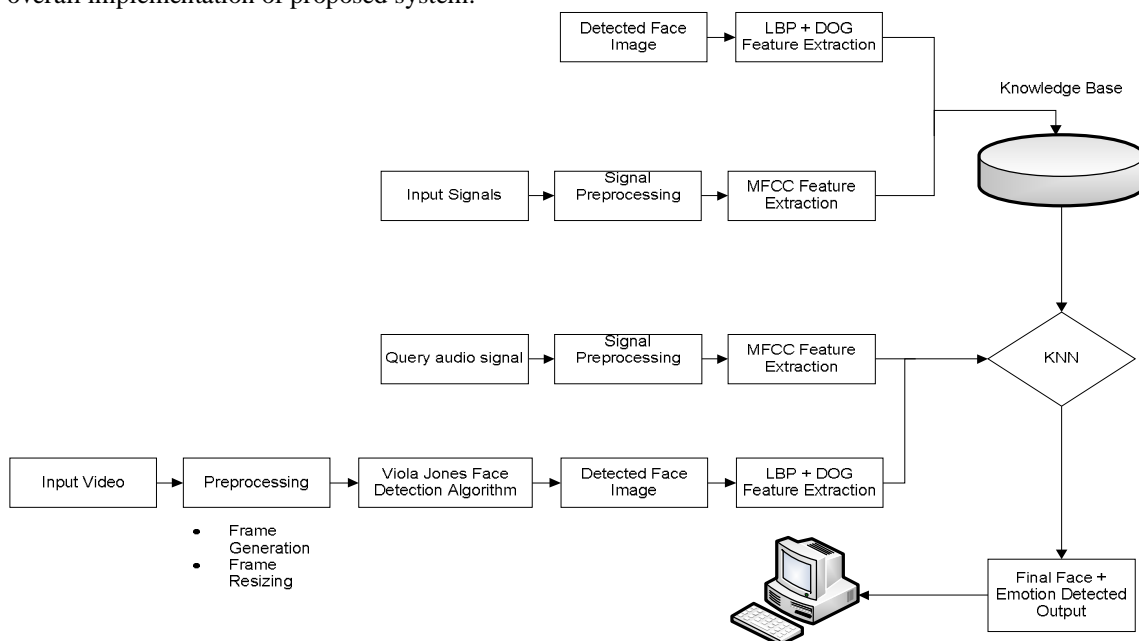 overall implementation of proposed system.
Detected Face
Image
LBP + DOG
Feature Extraction
Knowledge Base
Input Signals
Signal
Preprocessing
MFCC Feature
Extraction
Query audio signal
Signal
Preprocessing
MFCC Feature
Extraction
KNN
Input Video
Preprocessing
Viola Jones Face
Detection Algorithm
Detected Face
Image
LBP + DOG
Feature Extraction
• Frame
Generation
• Frame
Resizing
Final Face +
Emotion Detected
Output